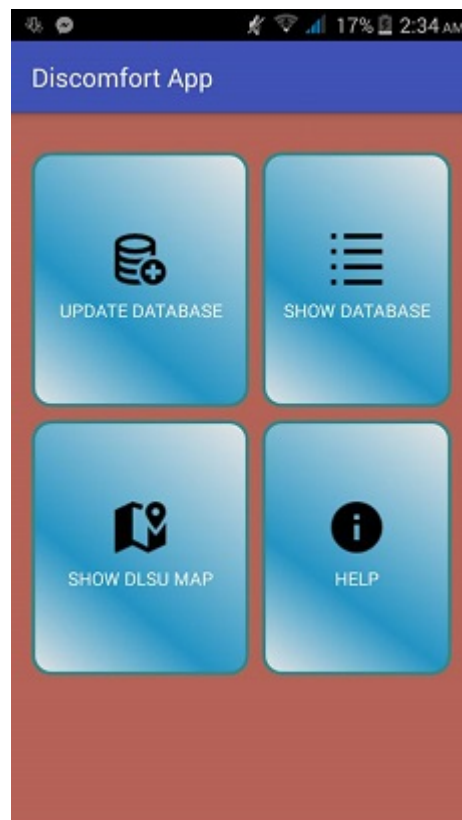 17% 2:34 AM
Discomfort App
UPDATE DATABASE
SHOW DATABASE
SHOW DLSU MAP
HELP